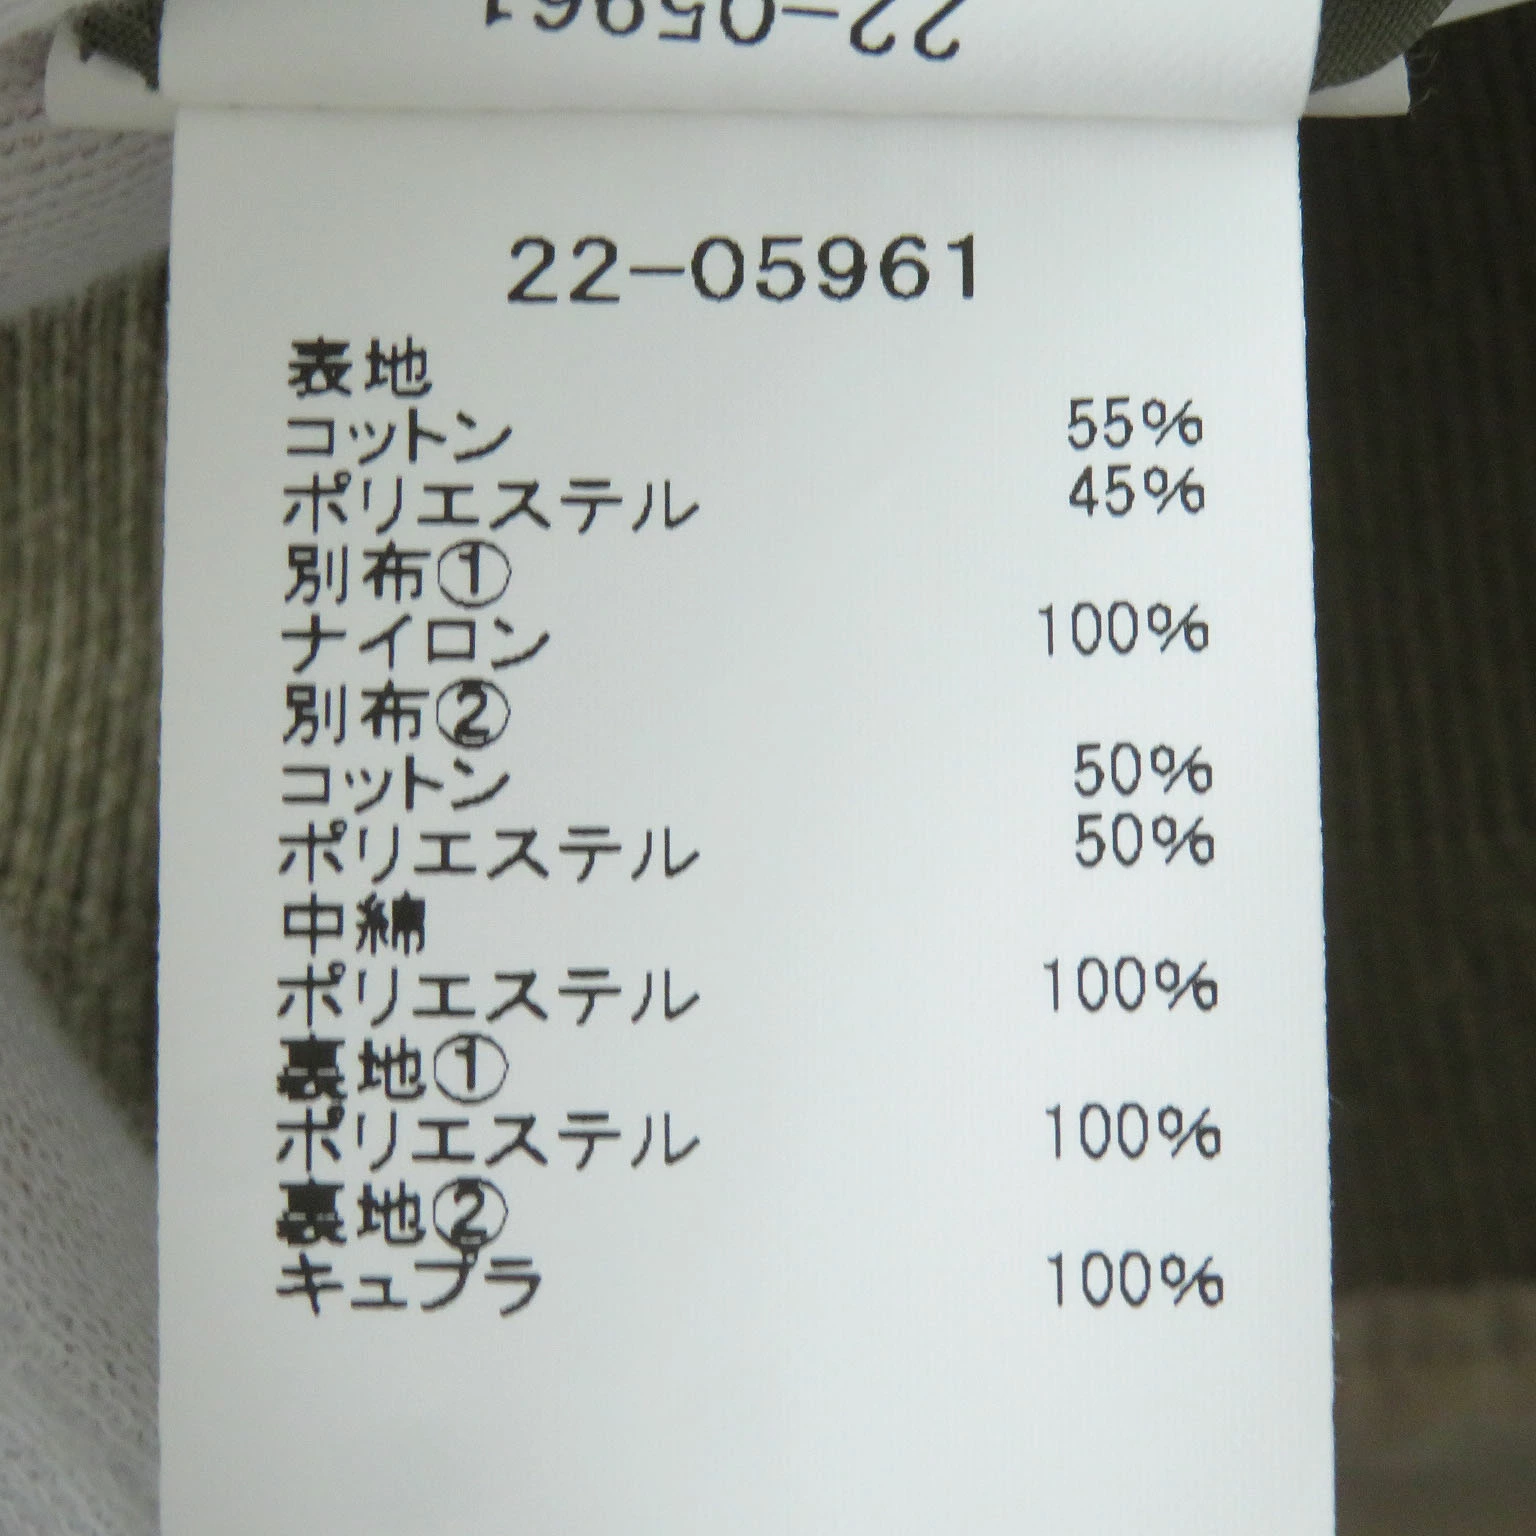 22-05961
22-05961
表地
コットン 55%
ポリエステル 45%
別布①
ナイロン 100%
別布②
コットン 50%
ポリエステル 50%
中綿
ポリエステル 100%
裏地①
ポリエステル 100%
裏地②
キュプラ 100%